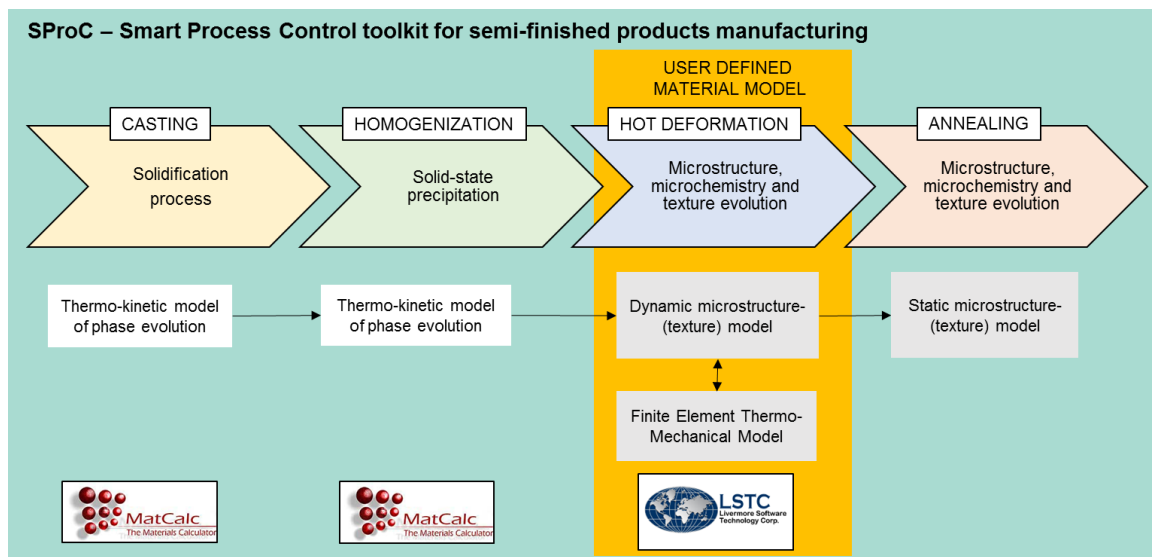 SProC – Smart Process Control toolkit for semi-finished products manufacturing
USER DEFINED
MATERIAL MODEL
CASTING
HOMOGENIZATION
HOT DEFORMATION
ANNEALING
Solidification
process
Solid-state
precipitation
Microstructure,
microchemistry and
texture evolution
Microstructure,
microchemistry and
texture evolution
Thermo-kinetic model
of phase evolution
Thermo-kinetic model
of phase evolution
Dynamic microstructure-
(texture) model
Static microstructure-
(texture) model
Finite Element Thermo-
Mechanical Model
MatCalc
The Materials Calculator
MatCalc
The Materials Calculator
LSTC
Livermore Software
Technology Corp.